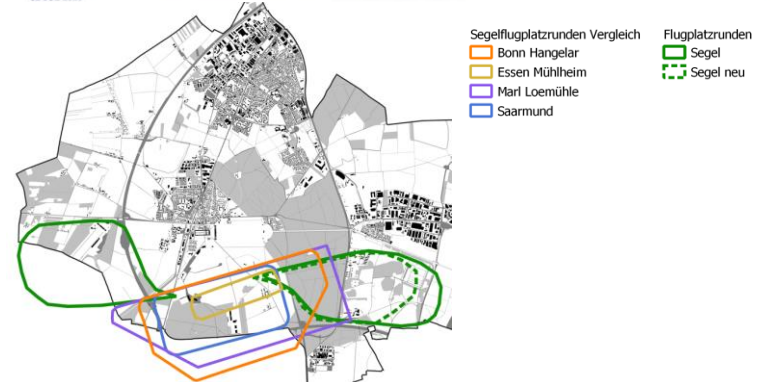 Segelflugplatzrunden Vergleich
Bonn Hangelar
Essen Mühlheim
Marl Loemühle
Saarmund
Flugplatzrunden
Segel
Segel neu